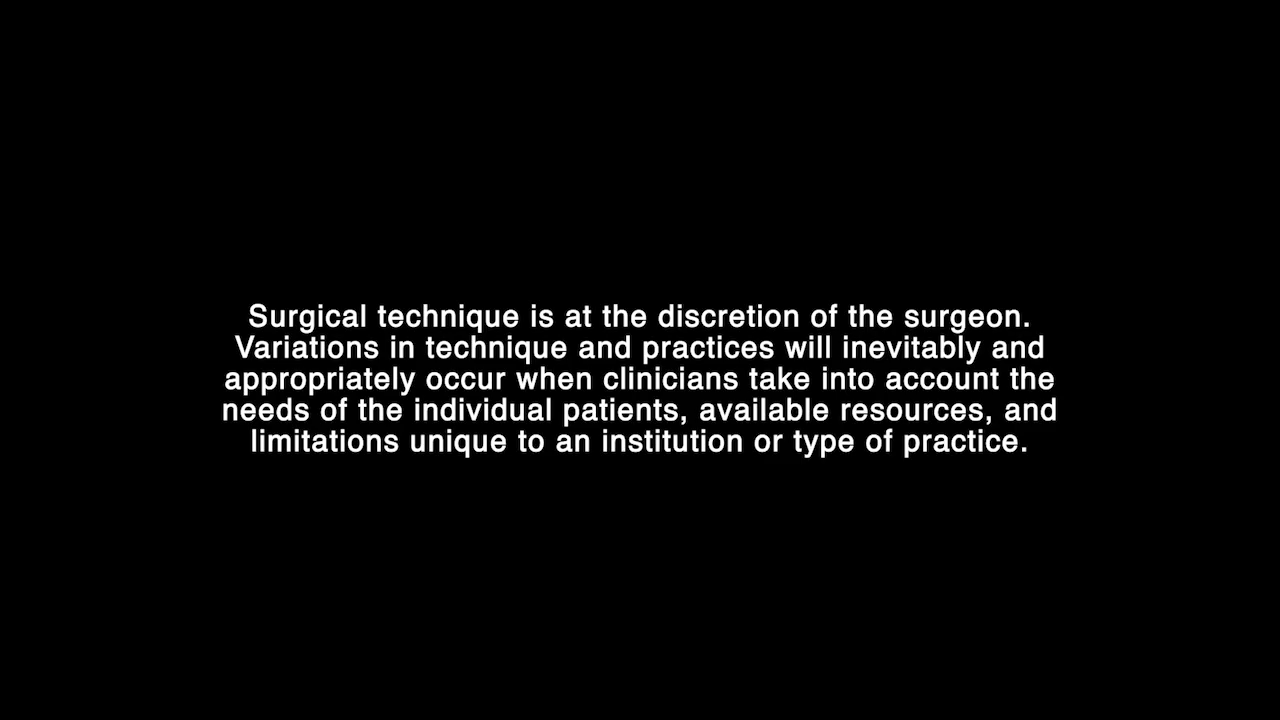 Surgical technique is at the discretion of the surgeon.
Variations in technique and practices will inevitably and
appropriately occur when clinicians take into account the
needs of the individual patients, available resources, and
limitations unique to an institution or type of practice.